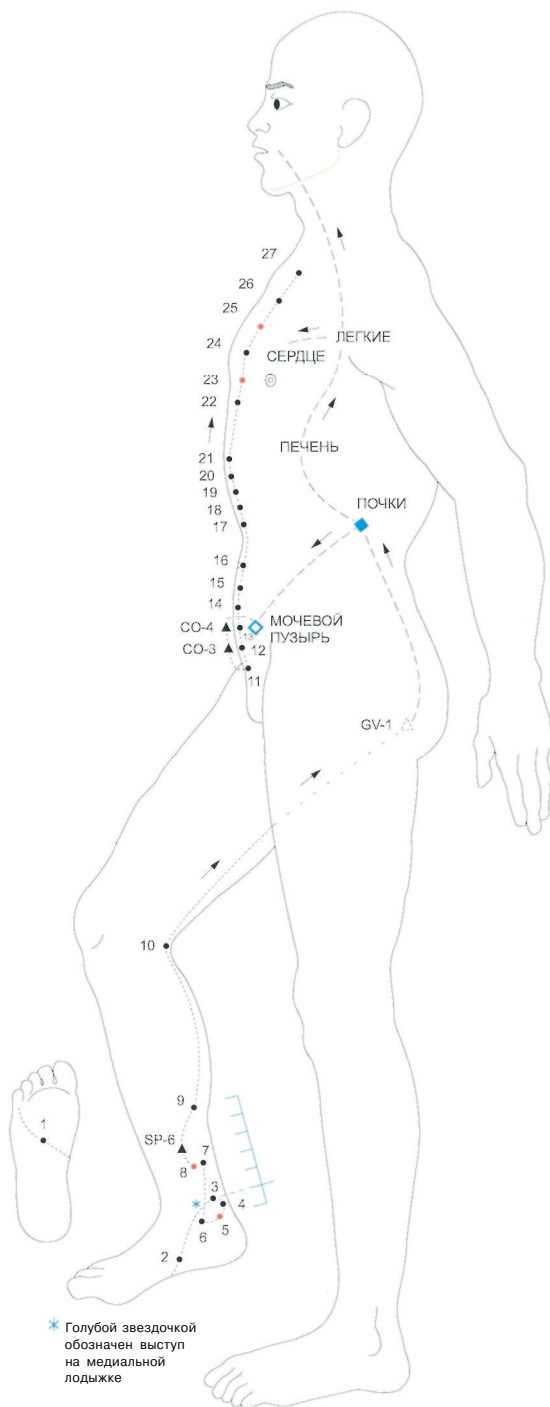 27
26
25
24
23
22
21
20
19
18
17
16
15
14
13
12
11
ЛЕГКИЕ
СЕРДЦЕ
ПЕЧЕНЬ
ПОЧКИ
МОЧЕВОЙ
ПУЗЫРЬ
CO-4
CO-3
GV-1
10
9
SP-6
7
8
3
4
5
6
2
1
Голубой звездочкой
обозначен выступ
на медиальной
лодыжке